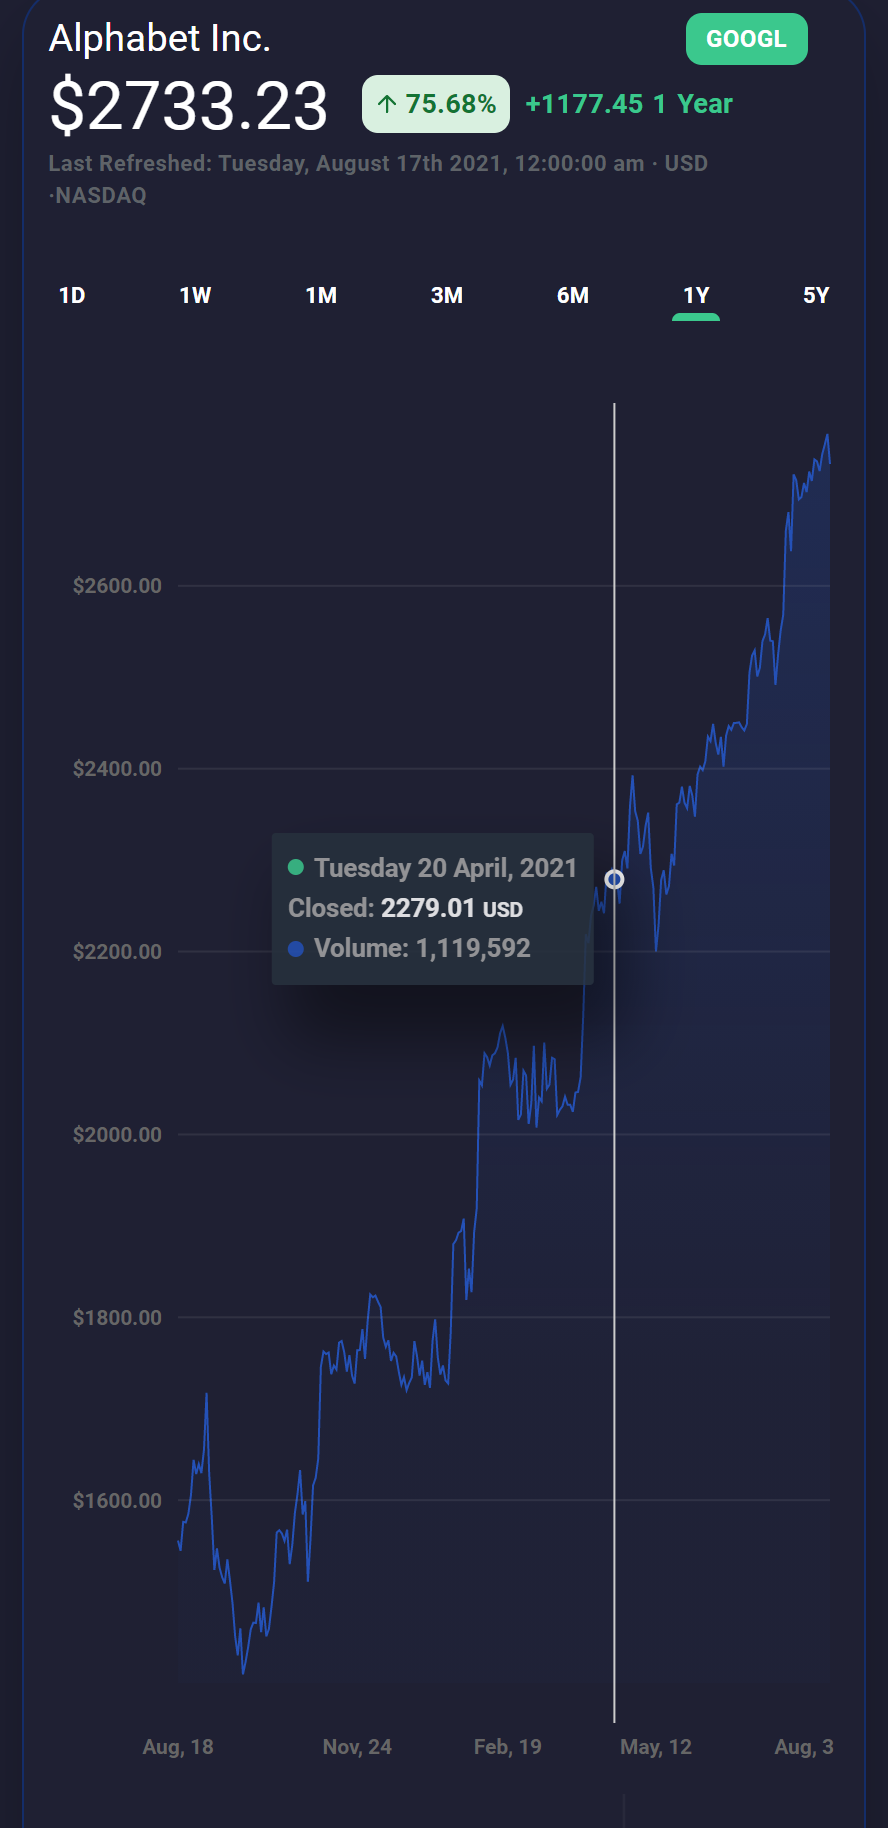 Alphabet Inc.
GOOGL
$2733.23
↑ 75.68%
+1177.45 1 Year
Last Refreshed: Tuesday, August 17th 2021, 12:00:00 am · USD
·NASDAQ
1D 1W 1M 3M 6M 1Y 5Y
$2600.00
$2400.00
Tuesday 20 April, 2021
Closed: 2279.01 USD
Volume: 1,119,592
$2200.00
$2000.00
$1800.00
$1600.00
Aug, 18 Nov, 24 Feb, 19 May, 12 Aug, 3